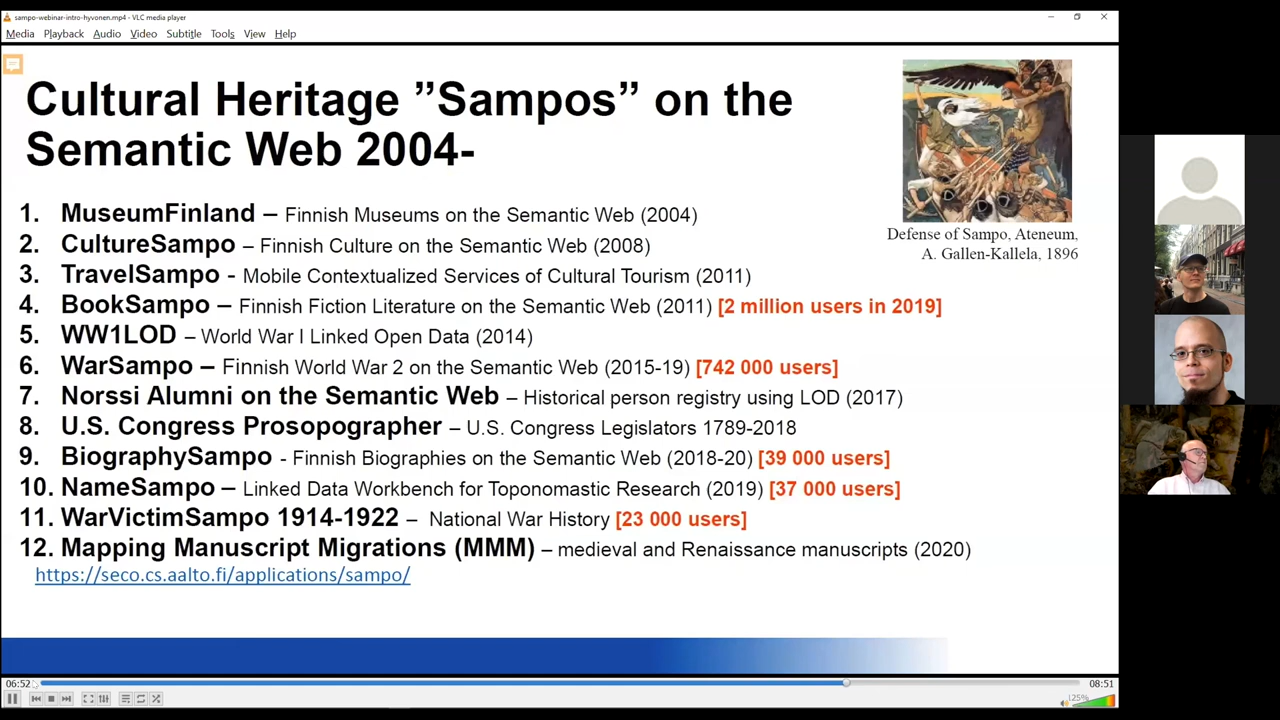 sampo-webinar-intro-hyvonen.mp4 - VLC media player
Media Playback Audio Video Subtitle Tools View Help
Cultural Heritage ”Sampos” on the
Semantic Web 2004-
Defense of Sampo, Ateneum,
A. Gallen-Kallela, 1896
1. MuseumFinland – Finnish Museums on the Semantic Web (2004)
2. CultureSampo – Finnish Culture on the Semantic Web (2008)
3. TravelSampo - Mobile Contextualized Services of Cultural Tourism (2011)
4. BookSampo – Finnish Fiction Literature on the Semantic Web (2011) [2 million users in 2019]
5. WW1LOD – World War I Linked Open Data (2014)
6. WarSampo – Finnish World War 2 on the Semantic Web (2015-19) [742 000 users]
7. Norssi Alumni on the Semantic Web – Historical person registry using LOD (2017)
8. U.S. Congress Prosopographer – U.S. Congress Legislators 1789-2018
9. BiographySampo - Finnish Biographies on the Semantic Web (2018-20) [39 000 users]
10. NameSampo – Linked Data Workbench for Toponomastic Research (2019) [37 000 users]
11. WarVictimSampo 1914-1922 – National War History [23 000 users]
12. Mapping Manuscript Migrations (MMM) – medieval and Renaissance manuscripts (2020)
https://seco.cs.aalto.fi/applications/sampo/
06:52 08:51